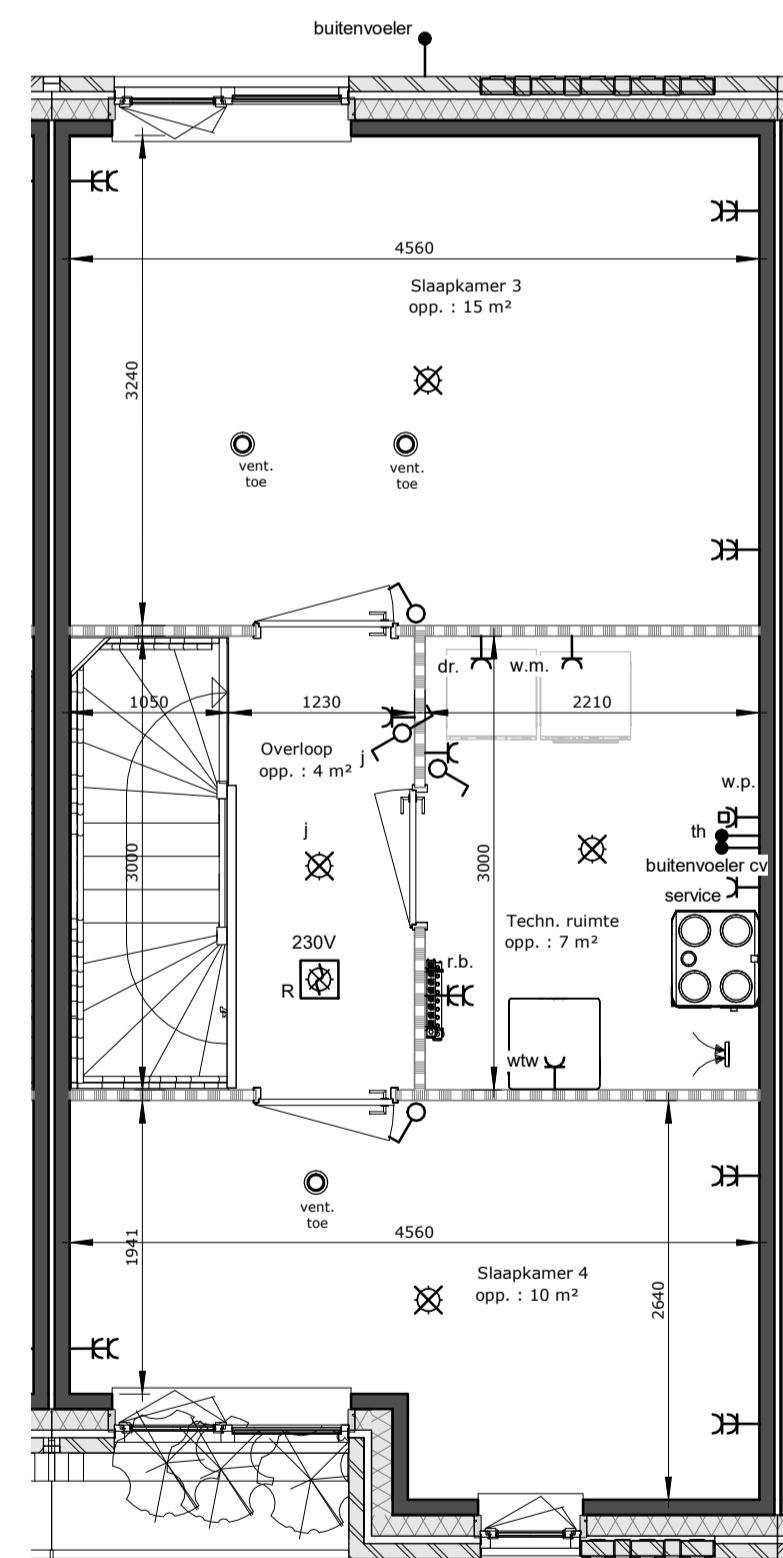 buitenvoeler
4560
Slaapkamer 3
opp. : 15 m²
3240
vent.
toe
vent.
toe
dr.
w.m.
1050
1230
2210
j
Overloop
opp. : 4 m²
w.p.
th
j
buitenvoeler cv
3000
3000
service
Techn. ruimte
opp. : 7 m²
230V
R
r.b.
wtw
vent.
toe
4560
1941
Slaapkamer 4
opp. : 10 m²
2640